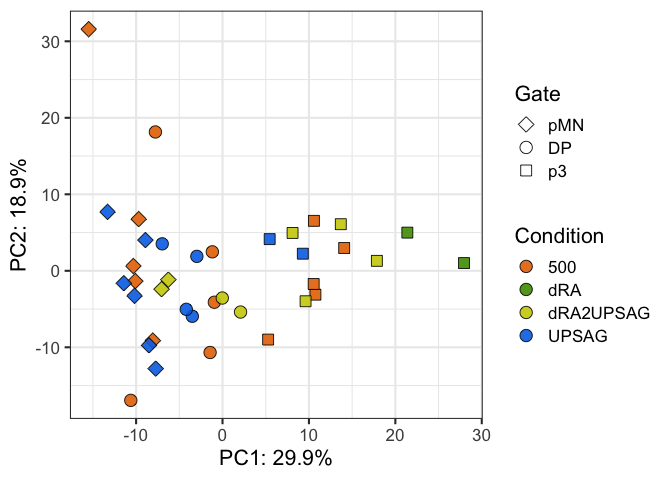 30
20
10
0
-10
-10
0
10
20
30
PC1: 29.9%
PC2: 18.9%
Gate
pMN
DP
p3
Condition
500
dRA
dRA2UPSAG
UPSAG